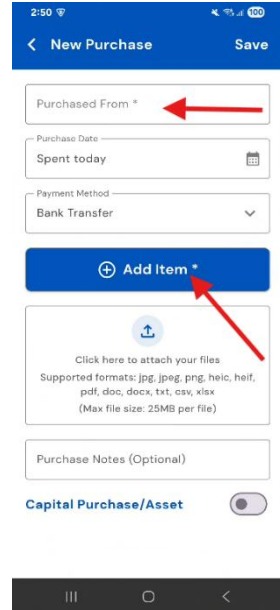 2:50
100
New Purchase
Save
Purchased From *
Purchase Date
Spent today
Payment Method
Bank Transfer
Add Item *
Click here to attach your files
Supported formats: jpg, jpeg, png, heic, heif,
pdf, doc, docx, txt, csv, xlsx
(Max file size: 25MB per file)
Purchase Notes (Optional)
Capital Purchase/Asset